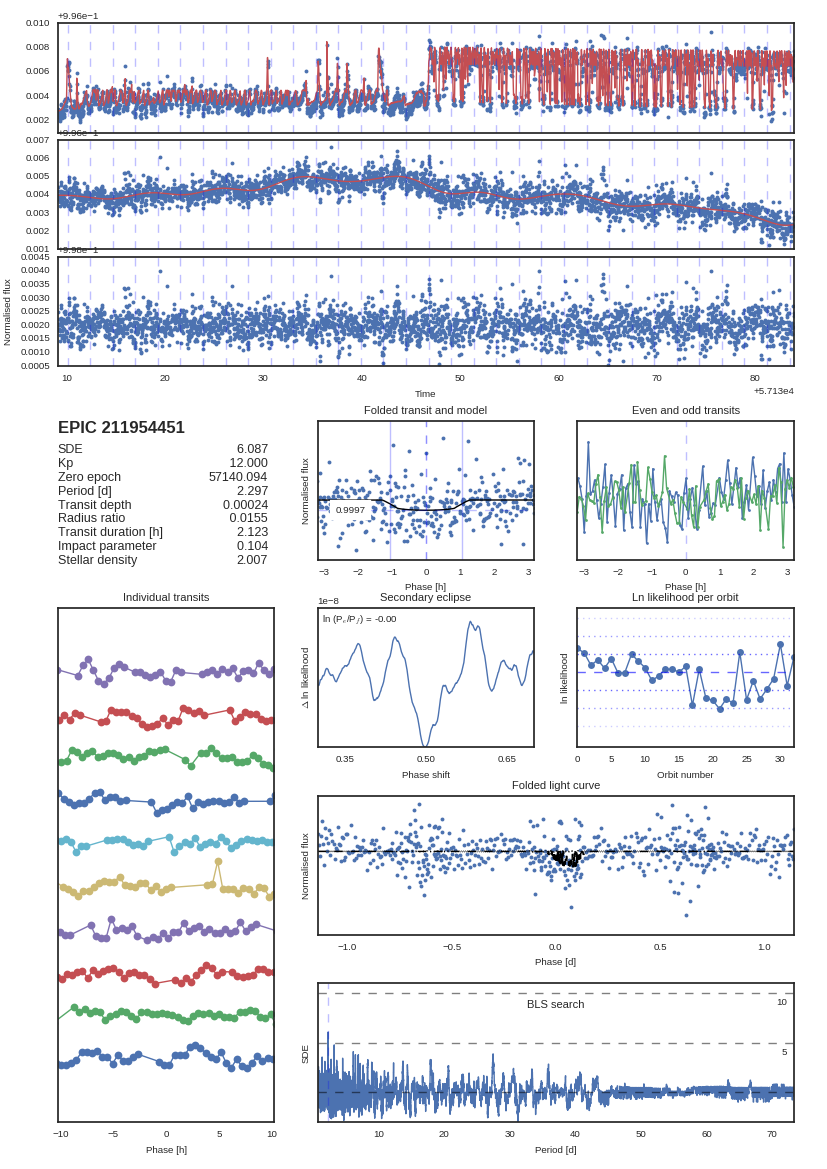 +9.96e−1
0.010
0.008
0.006
0.004
0.002
+9.96e−1
0.007
0.006
0.005
0.004
0.003
0.002
0.001
+9.98e−1
0.0045
0.0040
0.0035
0.0030
0.0025
0.0020
0.0015
0.0010
0.0005
Normalised flux
10 20 30 40 50 60 70 80
Time
+5.713e4
EPIC 211954451
SDE 6.087
Kp 12.000
Zero epoch 57140.094
Period [d] 2.297
Transit depth 0.00024
Radius ratio 0.0155
Transit duration [h] 2.123
Impact parameter 0.104
Stellar density 2.007
Folded transit and model
Normalised flux
0.9997
−3 −2 −1 0 1 2 3
Phase [h]
Even and odd transits
−3 −2 −1 0 1 2 3
Phase [h]
Individual transits
−10 −5 0 5 10
Phase [h]
Secondary eclipse
1e−8
ln (Pₑ/P𝑓) = -0.00
Δ ln likelihood
0.35 0.50 0.65
Phase shift
Ln likelihood per orbit
ln likelihood
0 5 10 15 20 25 30
Orbit number
Folded light curve
Normalised flux
−1.0 −0.5 0.0 0.5 1.0
Phase [d]
BLS search
10
5
SDE
10 20 30 40 50 60 70
Period [d]